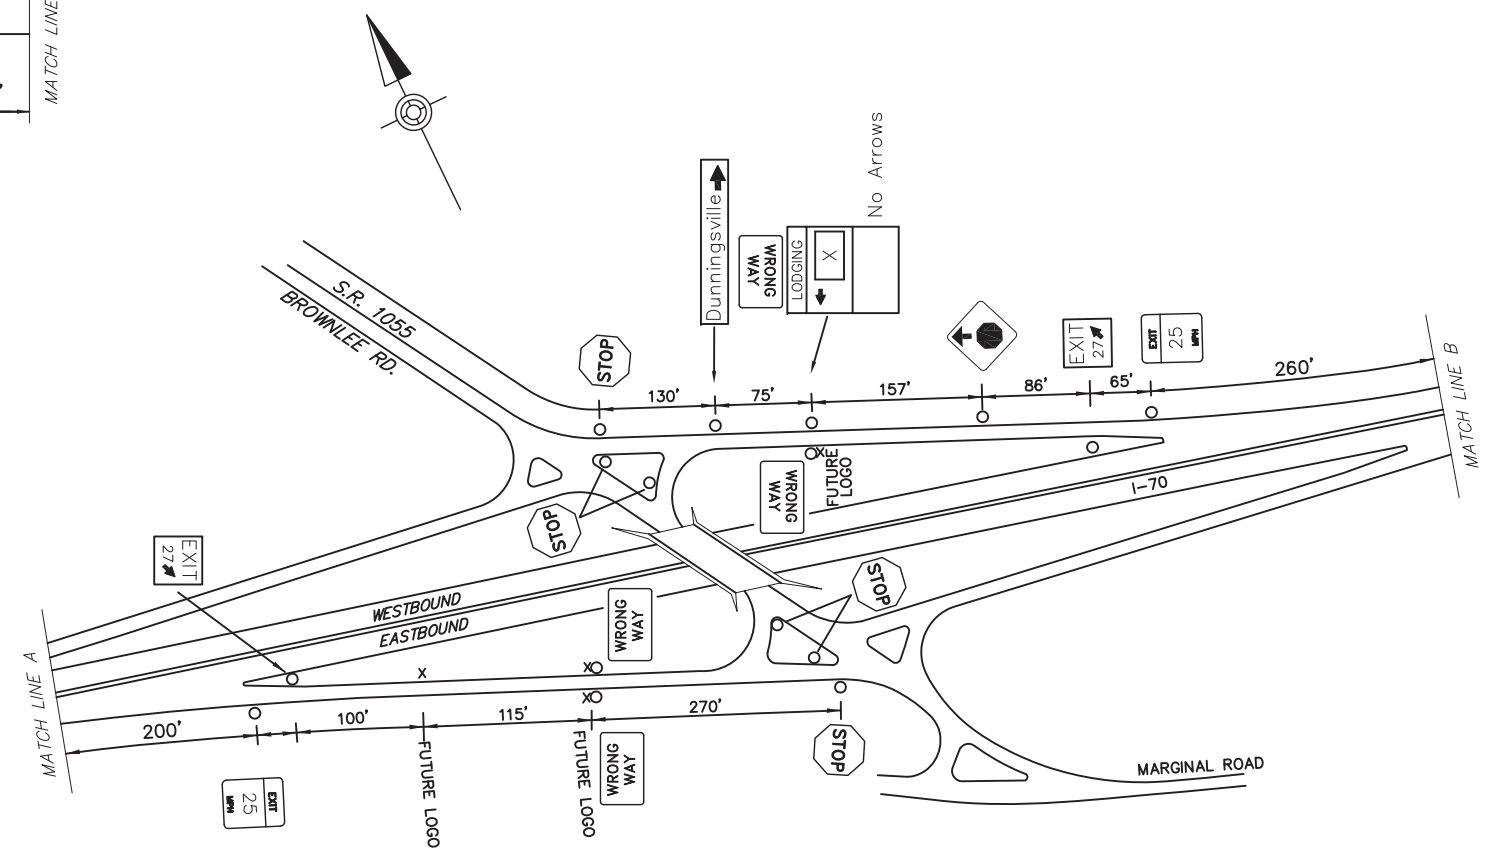 MATCH LINE
No Arrows
Dunningsville
WRONG
WAY
LODGING
X
S.R. 1055
BROWNLEE RD.
STOP
EXIT
27
EXIT
25
MPH
130'
75'
157'
86'
65'
260'
MATCH LINE B
X
FUTURE
LOGO
WRONG
WAY
I-70
STOP
EXIT
27
STOP
WESTBOUND
EASTBOUND
WRONG
WAY
MATCH LINE A
X
X
X
200'
100'
115'
270'
STOP
FUTURE LOGO
FUTURE LOGO
WRONG
WAY
EXIT
25
MPH
MARGINAL ROAD